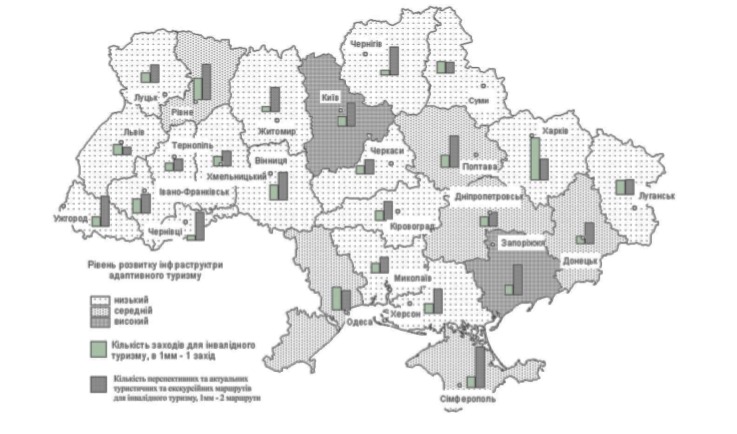 Чернігів
Луцьк
Рівне
Київ
Суми
Житомир
Львів
Тернопіль
Хмельницький
Вінниця
Черкаси
Полтава
Харків
Луганськ
Івано-Франківськ
Ужгород
Чернівці
Кіровоград
Дніпропетровськ
Запоріжжя
Донецьк
Миколаїв
Херсон
Одеса
Сімферополь
Рівень розвитку інфраструктри
адаптивного туризму
низький
середній
високий
Кількість заходів для інвалідного
туризму, в 1мм - 1 захід
Кількість перспективних та актуальних
туристичних та екскурсійних маршрутів
для інвалідного туризму, 1мм - 2 маршрути